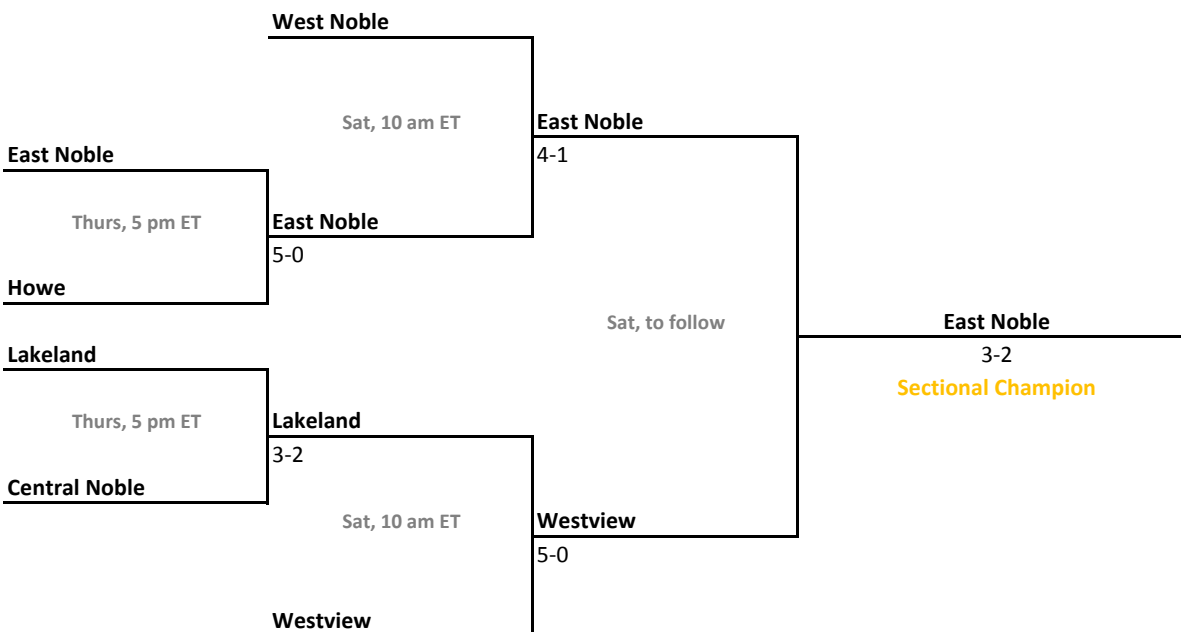 West Noble
Sat, 10 am ET
East Noble
4-1
East Noble
Thurs, 5 pm ET
East Noble
5-0
Howe
Sat, to follow
East Noble
3-2
Sectional Champion
Lakeland
Thurs, 5 pm ET
Lakeland
3-2
Central Noble
Sat, 10 am ET
Westview
5-0
Westview